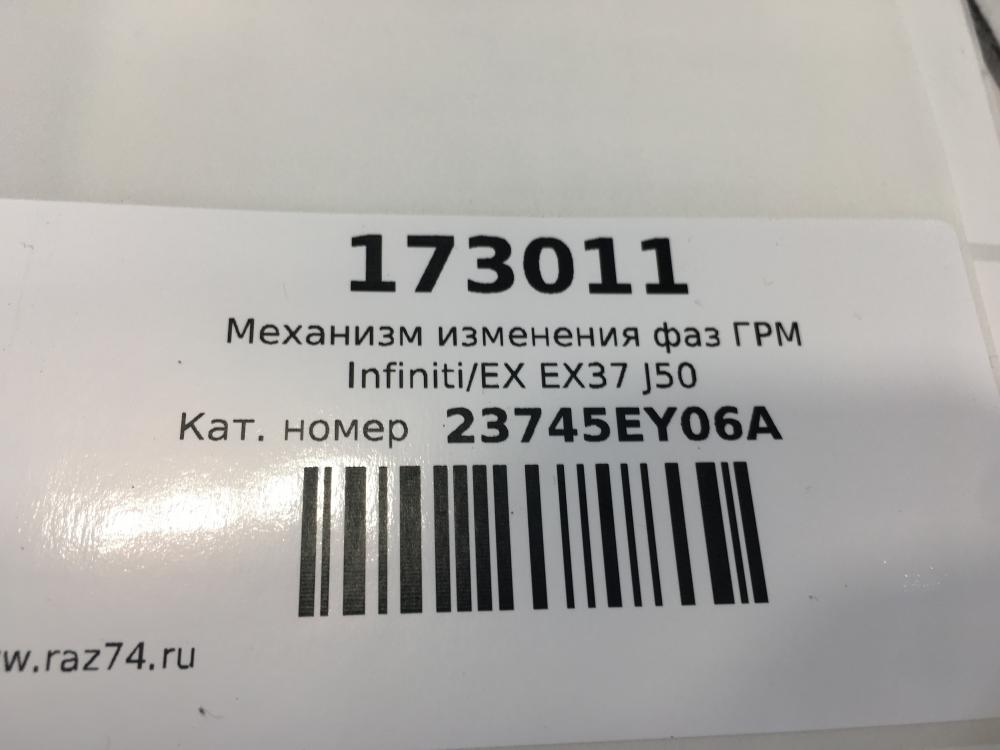 173011
Механизм изменения фаз ГРМ
Infiniti/EX EX37 J50
Кат. номер 23745EY06A
w.raz74.ru